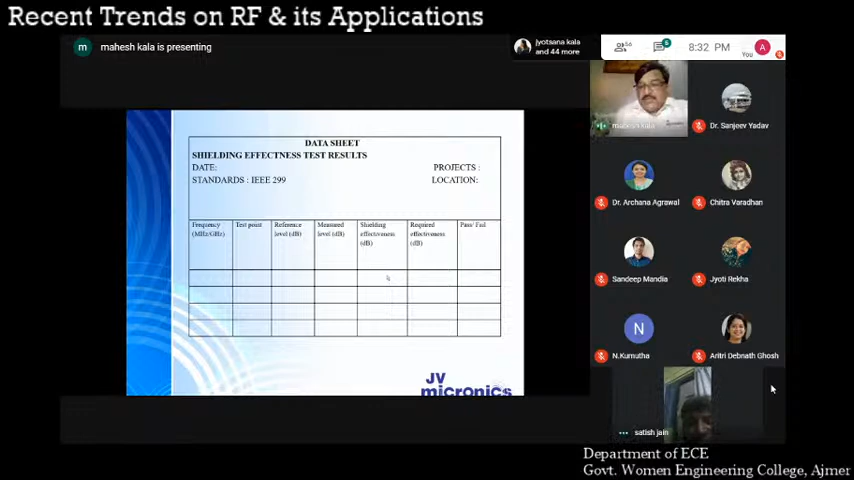 Recent Trends on RF & its Applications
m mahesh kala is presenting
jyotsana kala
and 44 more
56
5
8:32 PM
You
A
DATA SHEET
SHIELDING EFFECTNESS TEST RESULTS
DATE: PROJECTS :
STANDARDS : IEEE 299 LOCATION:
Frequency (MHz/GHz) Test point Reference level (dB) Measured level (dB) Shielding effectiveness (dB) Required effectiveness (dB) Pass/ Fail
JV
micronics
mahesh kala
Dr. Sanjeev Yadav
Dr. Archana Agrawal
Chitra Varadhan
Sandeep Mandia
Jyoti Rekha
N
N.Kumutha
Aritri Debnath Ghosh
satish jain
Department of ECE
Govt. Women Engineering College, Ajmer